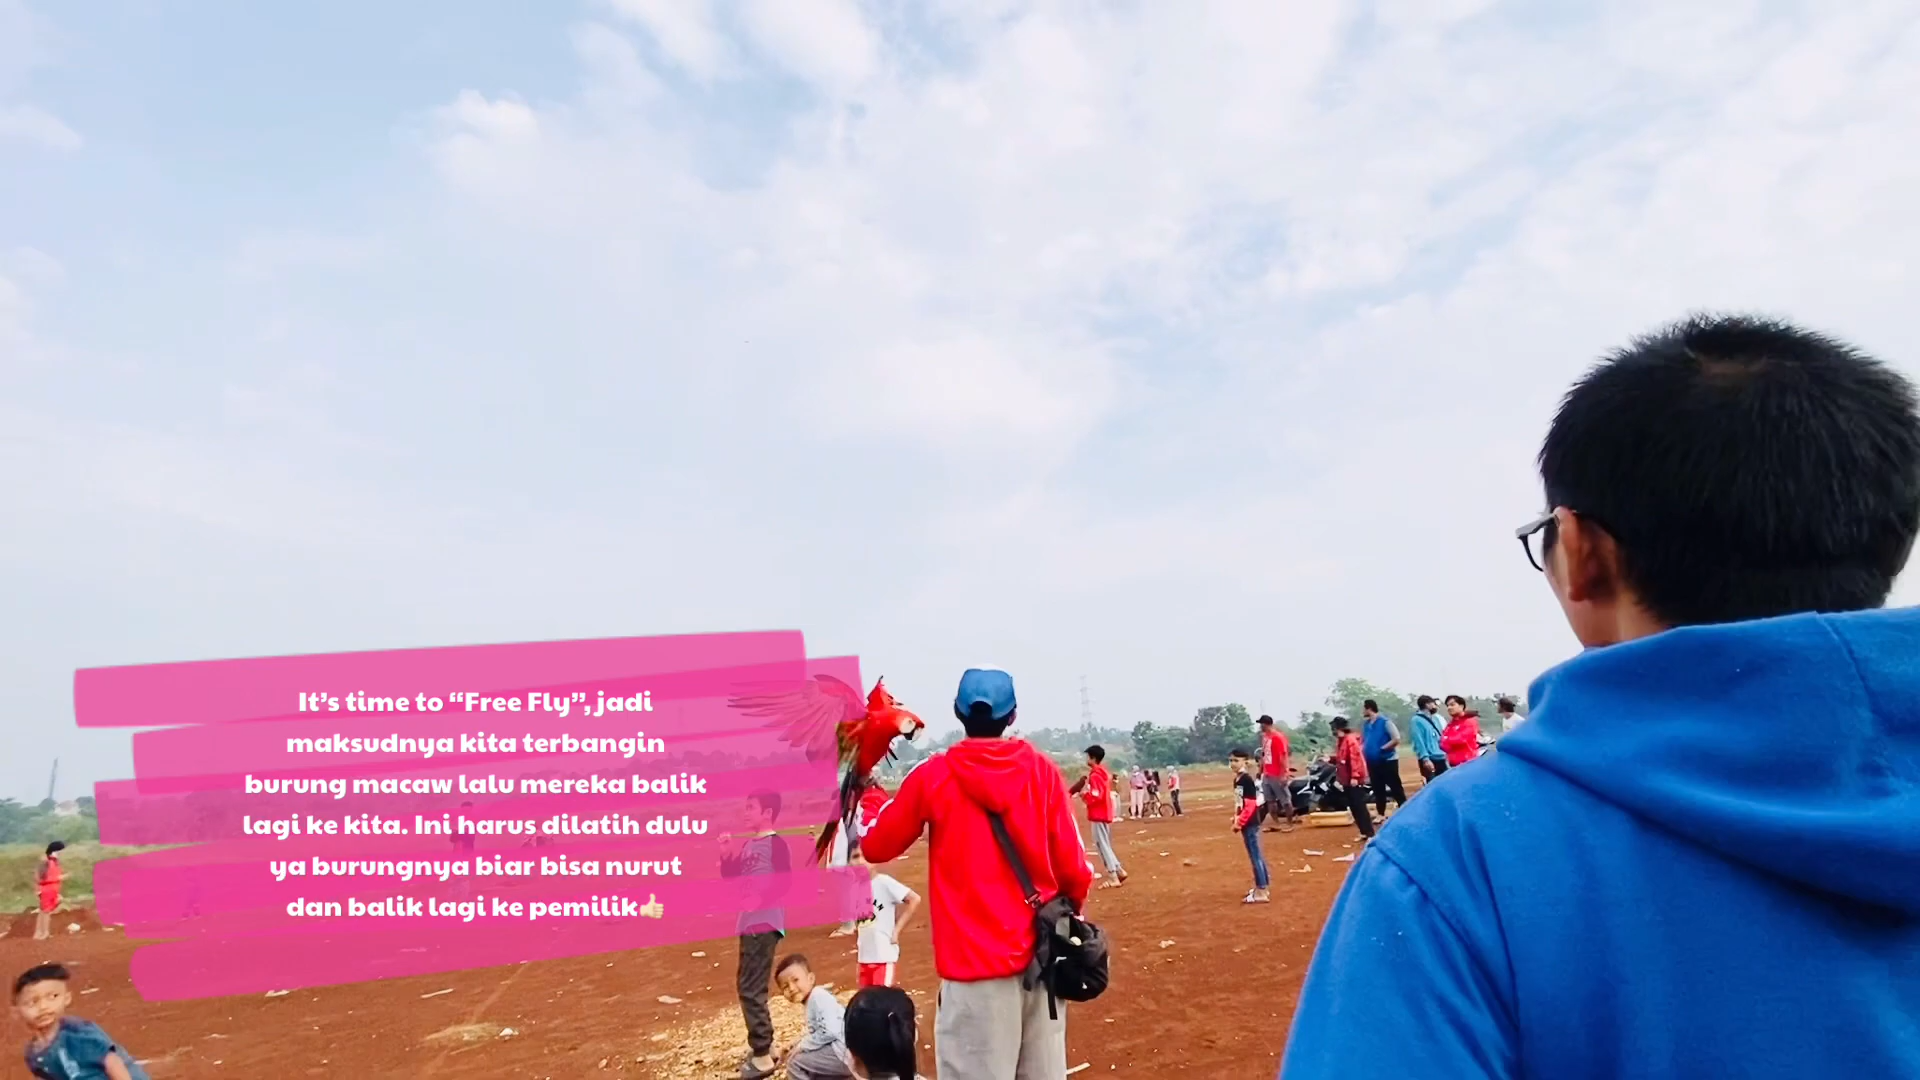 It’s time to “Free Fly”, jadi
maksudnya kita terbangin
burung macaw lalu mereka balik
lagi ke kita. Ini harus dilatih dulu
ya burungnya biar bisa nurut
dan balik lagi ke pemilik👍🏼